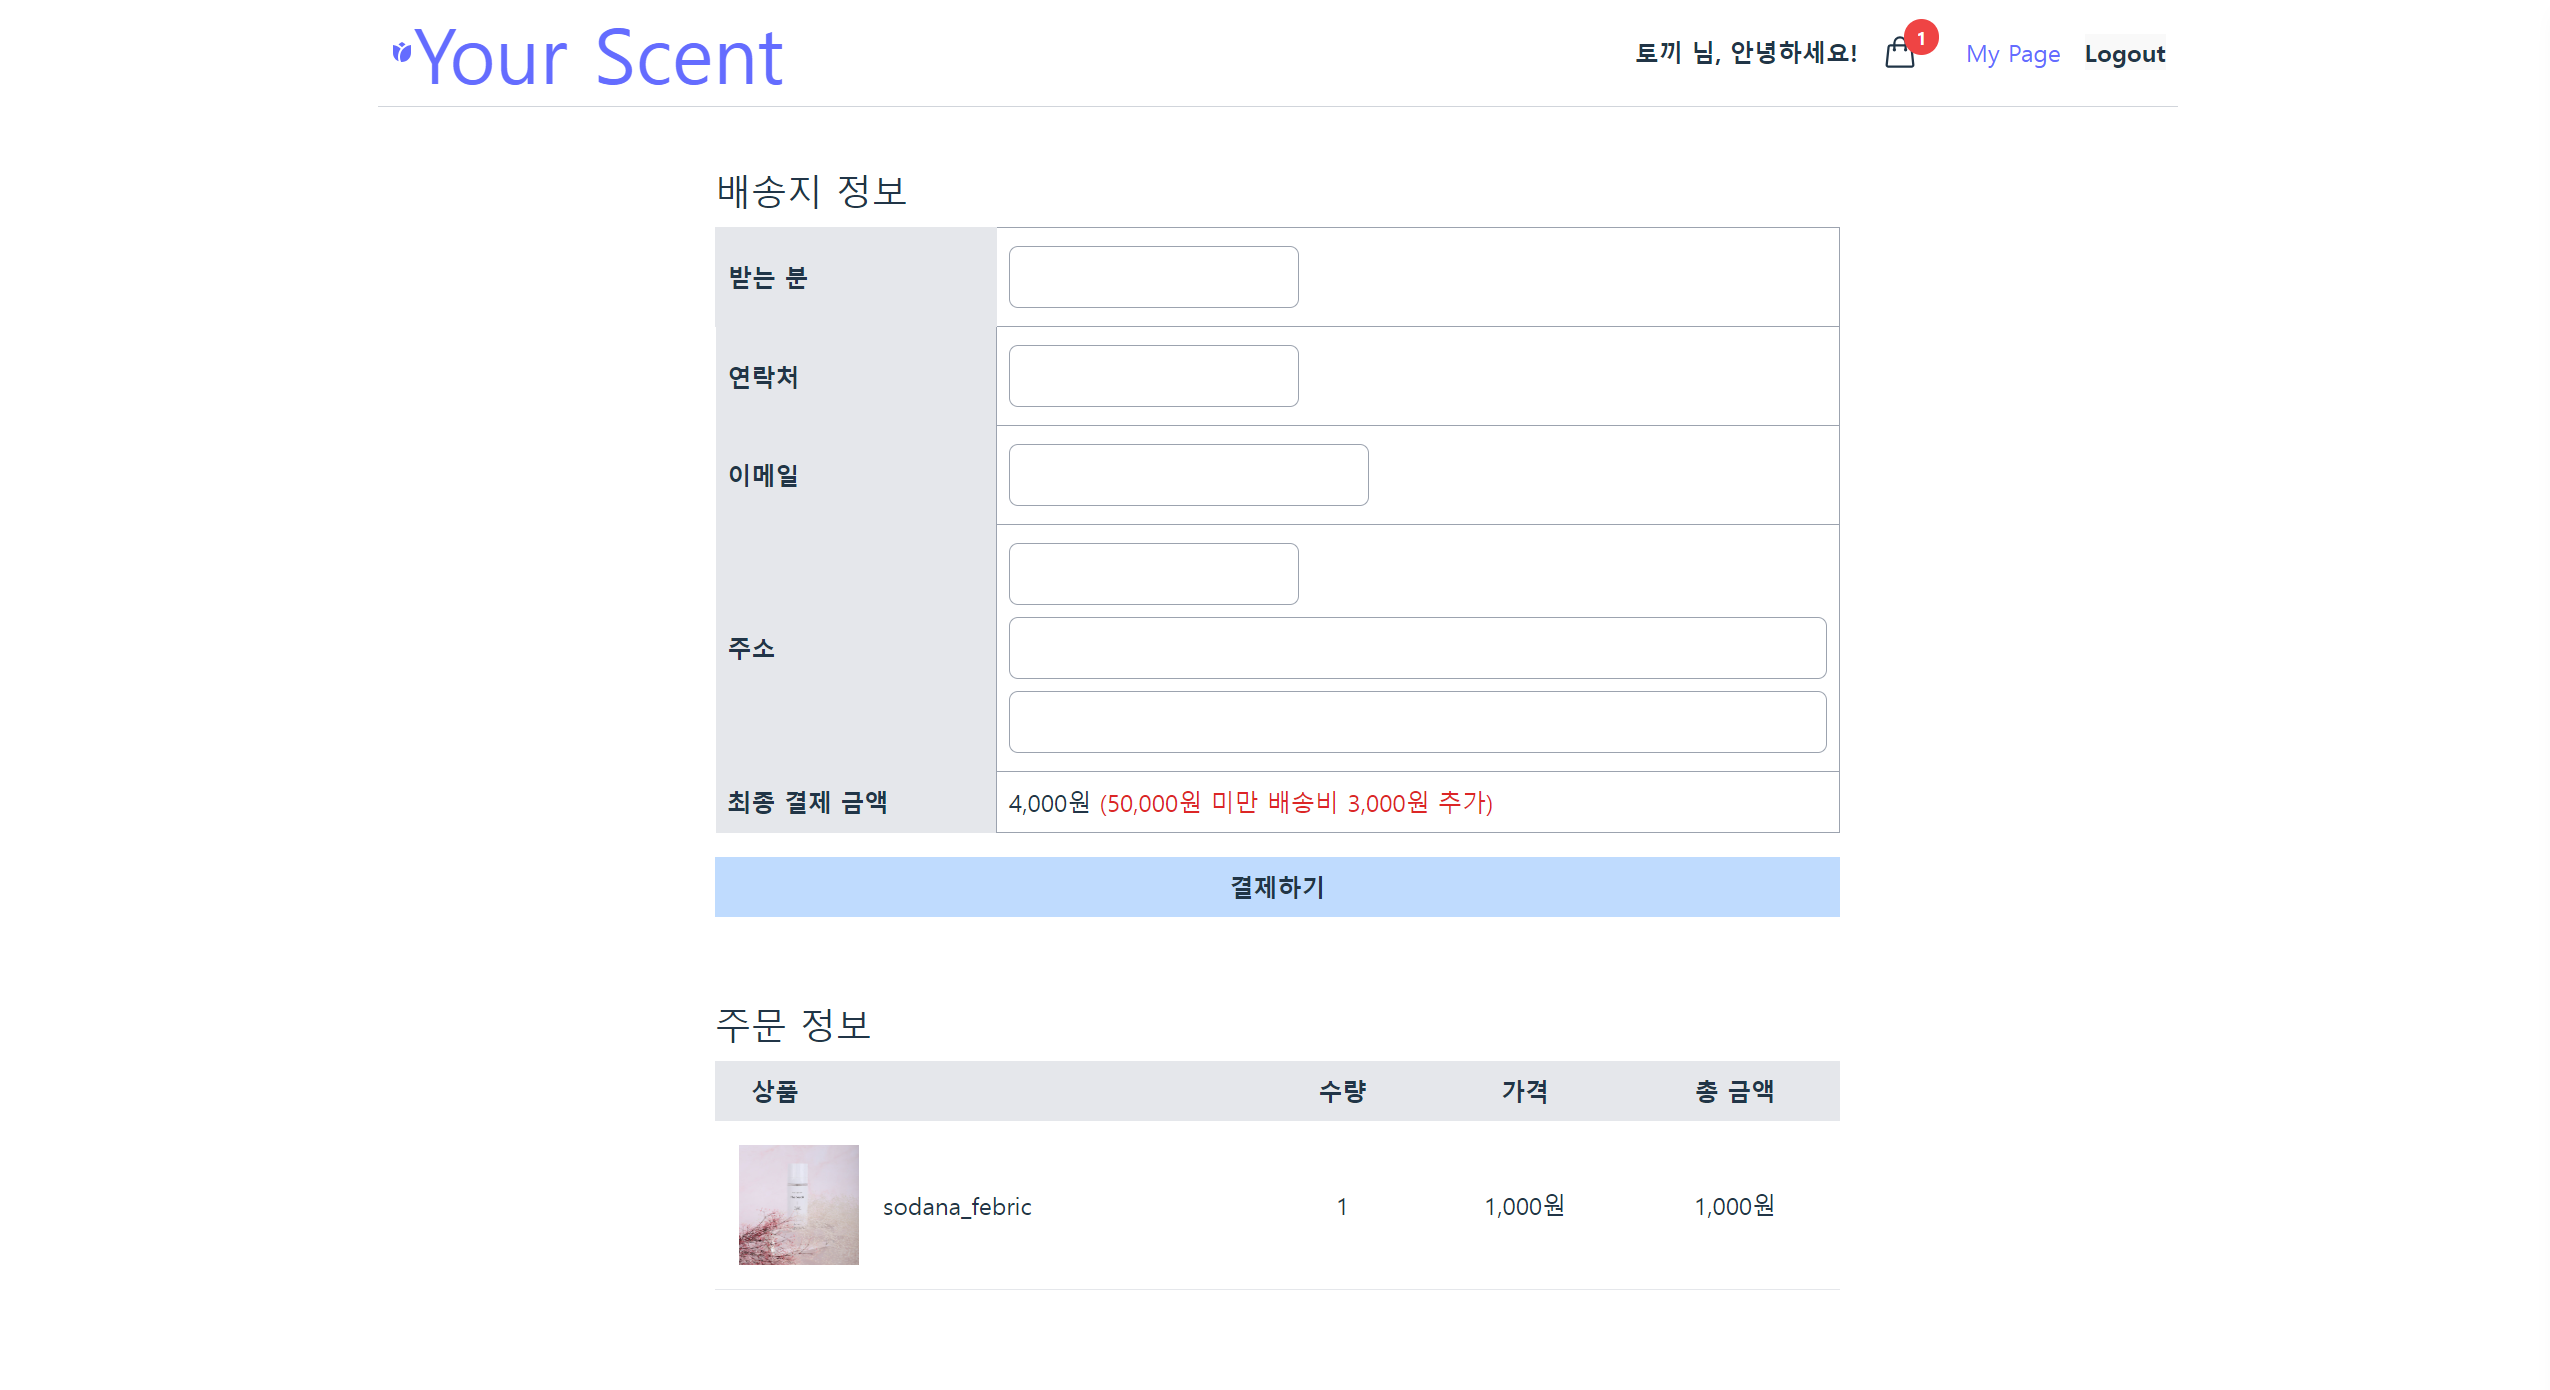 Your Scent
토끼 님, 안녕하세요! 1 My Page Logout
배송지 정보
받는 분
연락처
이메일
주소
최종 결제 금액 4,000원 (50,000원 미만 배송비 3,000원 추가)
결제하기
주문 정보
상품 수량 가격 총 금액
sodana_febric 1 1,000원 1,000원